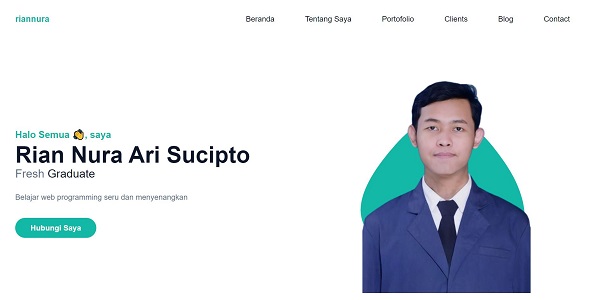 riannura
Beranda Tentang Saya Portofolio Clients Blog Contact
Halo Semua 👏, saya
Rian Nura Ari Sucipto
Fresh Graduate
Belajar web programming seru dan menyenangkan
Hubungi Saya